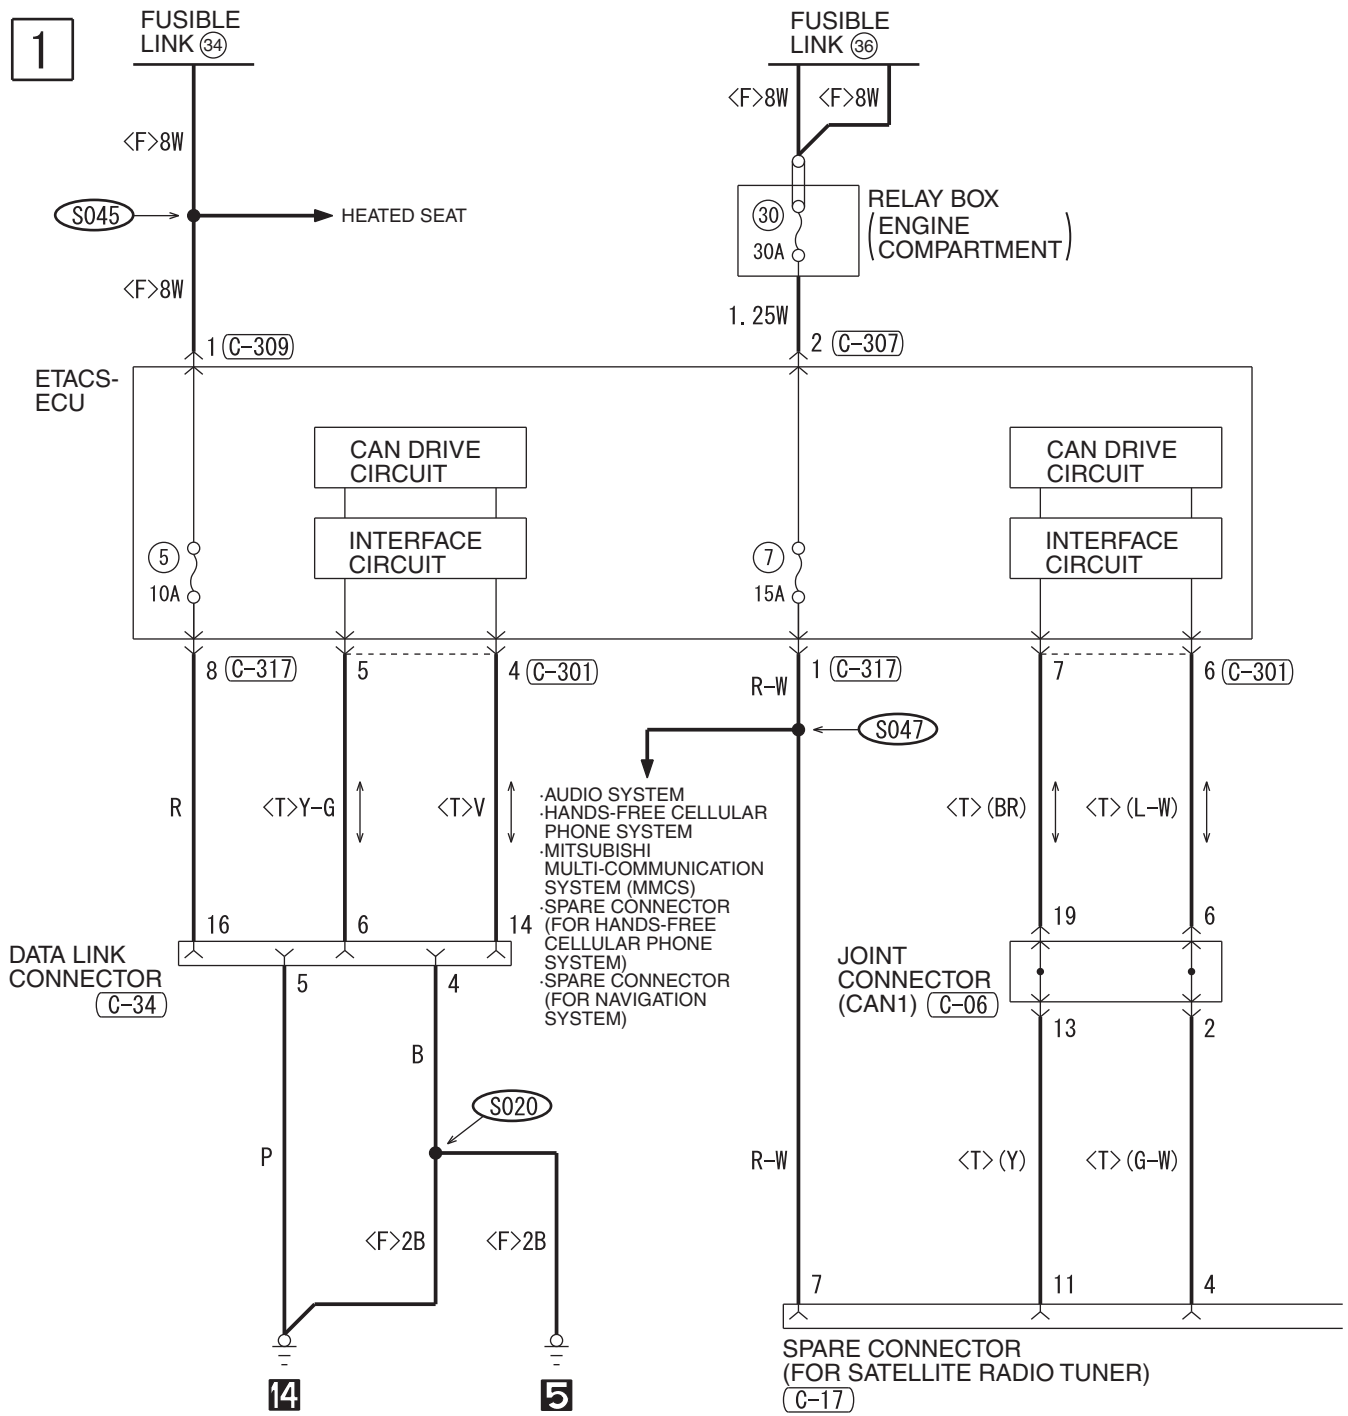 1
FUSIBLE
LINK 34
FUSIBLE
LINK 36
<F>8W
<F>8W
<F>8W
S045
HEATED SEAT
30
30A
RELAY BOX
(ENGINE
COMPARTMENT)
<F>8W
1.25W
1 C-309
2 C-307
ETACS-
ECU
CAN DRIVE
CIRCUIT
CAN DRIVE
CIRCUIT
INTERFACE
CIRCUIT
INTERFACE
CIRCUIT
5
10A
7
15A
8 C-317
5
4 C-301
1 C-317
7
6 C-301
R-W
S047
R
<T>Y-G
<T>V
·AUDIO SYSTEM
·HANDS-FREE CELLULAR
PHONE SYSTEM
·MITSUBISHI
MULTI-COMMUNICATION
SYSTEM (MMCS)
·SPARE CONNECTOR
(FOR HANDS-FREE
CELLULAR PHONE
SYSTEM)
·SPARE CONNECTOR
(FOR NAVIGATION
SYSTEM)
<T>(BR)
<T>(L-W)
16
6
14
19
6
DATA LINK
CONNECTOR
C-34
5
4
JOINT
CONNECTOR
(CAN1) C-06
13
2
B
S020
P
R-W
<T>(Y)
<T>(G-W)
<F>2B
<F>2B
7
11
4
SPARE CONNECTOR
(FOR SATELLITE RADIO TUNER)
C-17
14
5